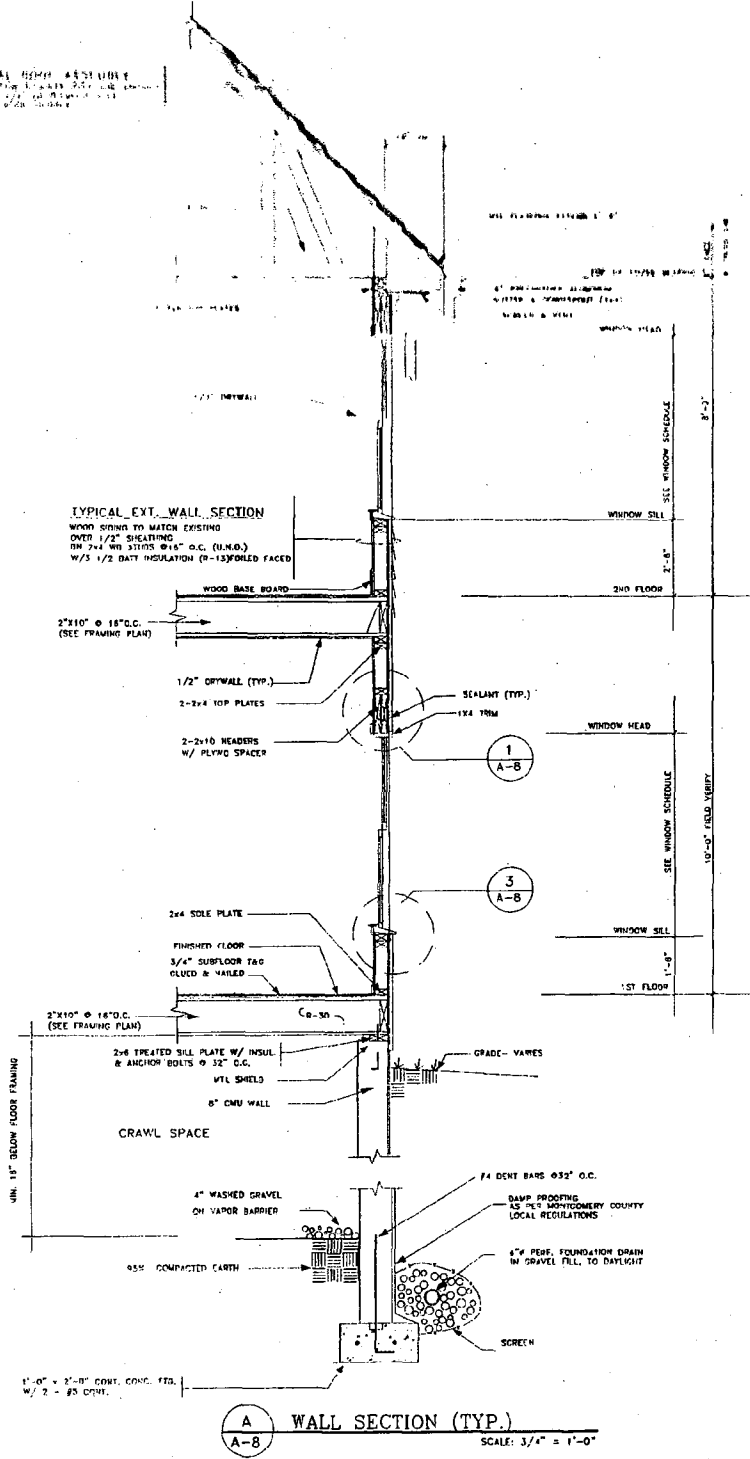 1/2" DRYWALL
WINDOW HEAD
8'-2"
SEE WINDOW SCHEDULE
TYPICAL EXT. WALL SECTION
WOOD SIDING TO MATCH EXISTING
OVER 1/2" SHEATHING
ON 2x4 WD STUDS @16" O.C. (U.N.O.)
W/3 1/2 BATT INSULATION (R-13)FOILED FACED
WINDOW SILL
2'-6"
WOOD BASE BOARD
2ND FLOOR
2"X10" @ 16"O.C.
(SEE FRAMING PLAN)
1/2" DRYWALL (TYP.)
2-2x4 TOP PLATES
SEALANT (TYP.)
1X4 TRIM
2-2x10 HEADERS
W/ PLYWD SPACER
WINDOW HEAD
1
A-8
SEE WINDOW SCHEDULE
10'-0" FIELD VERIFY
3
A-8
2x4 SOLE PLATE
WINDOW SILL
FINISHED FLOOR
3/4" SUBFLOOR T&G
GLUED & NAILED
1'-6"
1ST FLOOR
2"X10" @ 16"O.C.
(SEE FRAMING PLAN)
R-30
2x6 TREATED SILL PLATE W/ INSUL.
& ANCHOR BOLTS @ 32" O.C.
MTL SHIELD
8" CMU WALL
GRADE- VARIES
MIN. 18" BELOW FLOOR FRAMING
CRAWL SPACE
#4 DENT BARS @32" O.C.
4" WASHED GRAVEL
ON VAPOR BARRIER
DAMP PROOFING
AS PER MONTGOMERY COUNTY
LOCAL REGULATIONS
95% COMPACTED EARTH
4"ø PERF. FOUNDATION DRAIN
IN GRAVEL FILL, TO DAYLIGHT
SCREEN
1'-0" x 2'-0" CONT. CONC. FTG.
W/ 2 - #5 CONT.
A
A-8
WALL SECTION (TYP.)
SCALE: 3/4" = 1'-0"